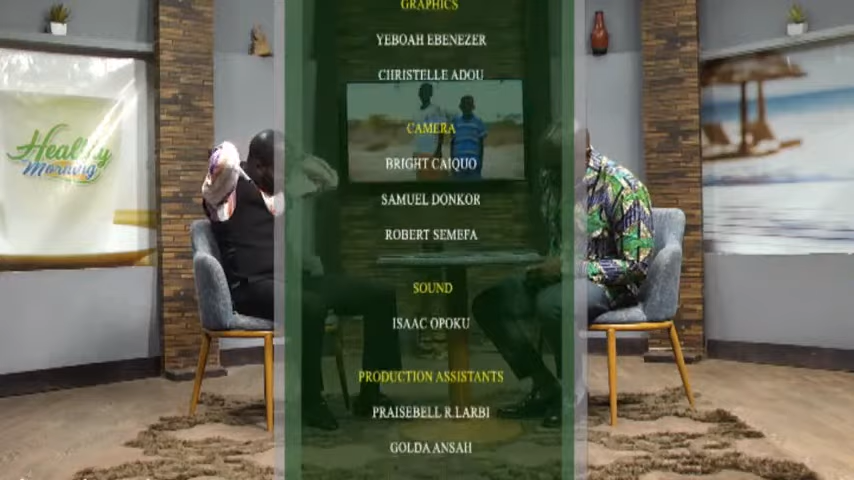 GRAPHICS
YEBOAH EBENEZER
CHRISTELLE ADOU
CAMERA
BRIGHT CAIQUO
SAMUEL DONKOR
ROBERT SEMEFA
SOUND
ISAAC OPOKU
PRODUCTION ASSISTANTS
PRAISEBELL R LARBI
GOLDA ANSAH
Healthy
Morning